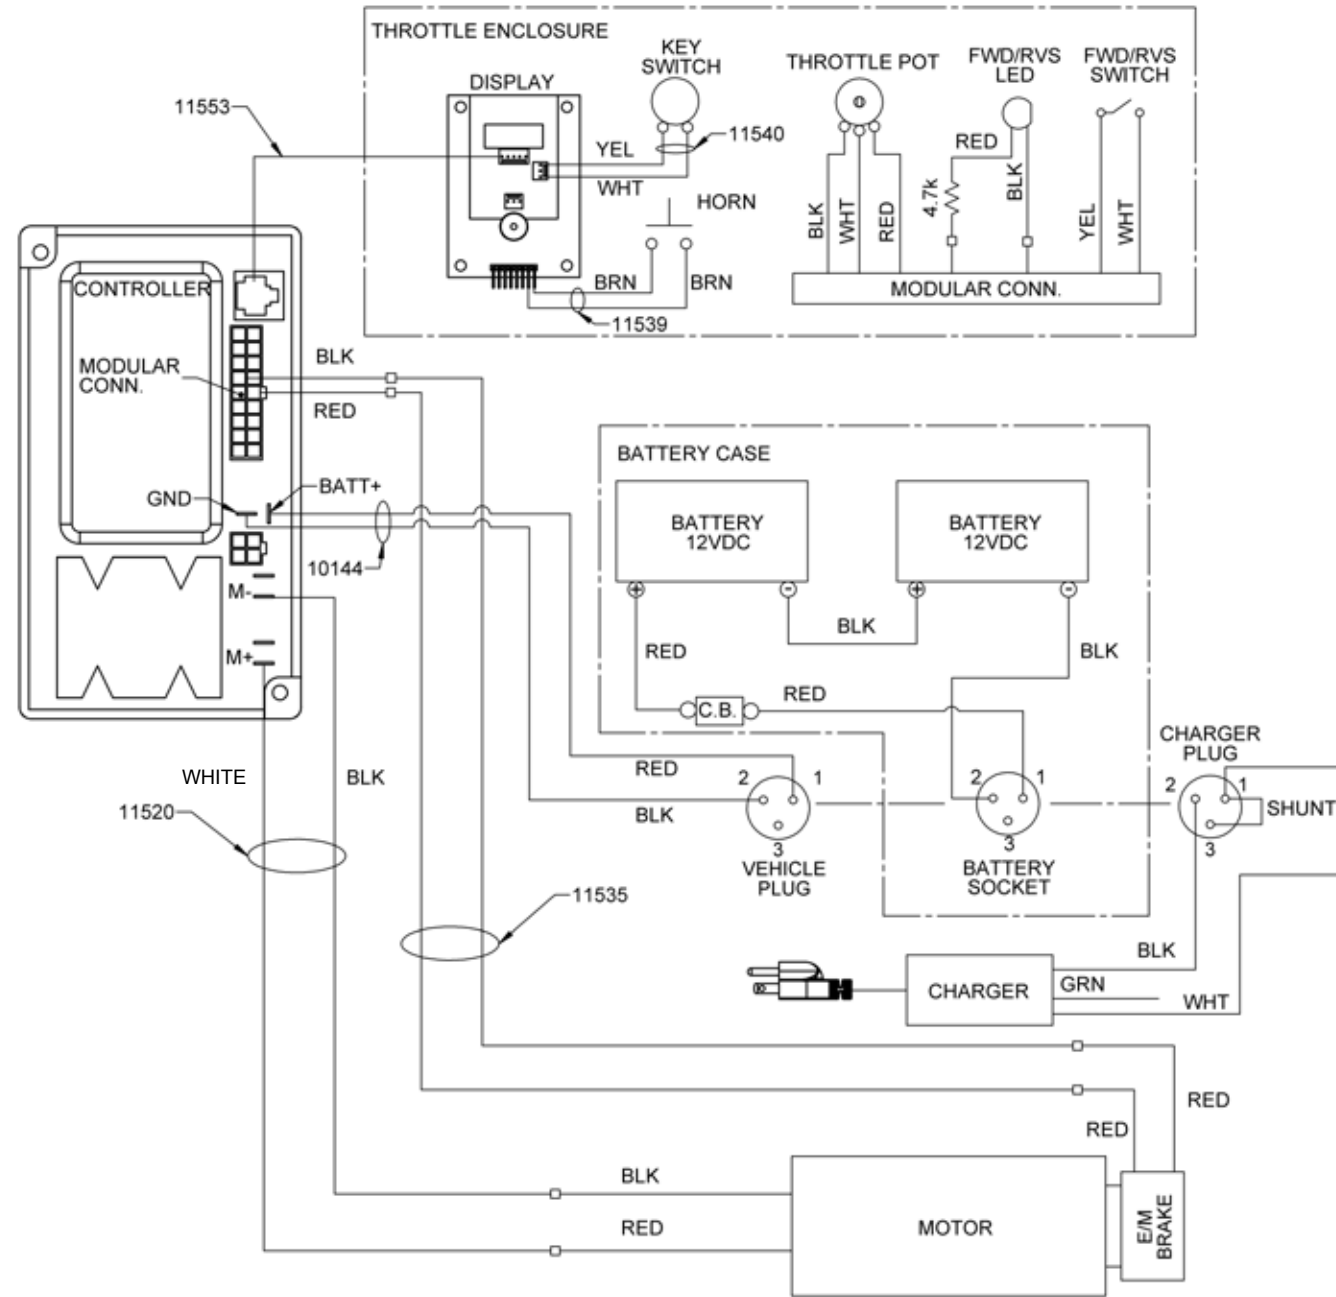 THROTTLE ENCLOSURE
KEY
SWITCH
DISPLAY
THROTTLE POT
FWD/RVS
LED
FWD/RVS
SWITCH
11553
11540
YEL
WHT
HORN
BRN
BRN
11539
BLK
WHT
RED
RED
4.7k
BLK
YEL
WHT
MODULAR CONN.
CONTROLLER
MODULAR
CONN.
BLK
RED
GND
BATT+
10144
M-
M+
BATTERY CASE
BATTERY
12VDC
BATTERY
12VDC
+
-
+
-
BLK
RED
BLK
C.B.
RED
CHARGER
PLUG
RED
BLK
2
1
3
VEHICLE
PLUG
2
1
3
BATTERY
SOCKET
2
1
3
SHUNT
WHITE
BLK
11520
11535
BLK
GRN
WHT
CHARGER
RED
RED
BLK
RED
MOTOR
E/M
BRAKE